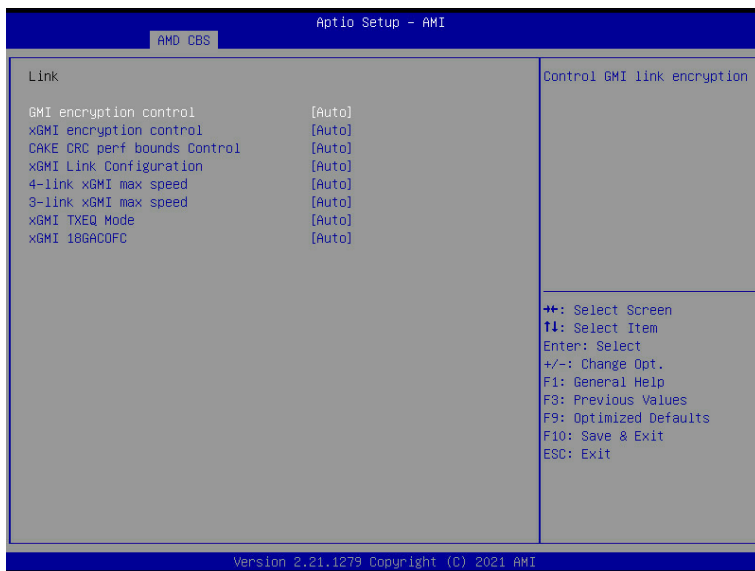 Aptio Setup – AMI
AMD CBS
Link
GMI encryption control [Auto]
xGMI encryption control [Auto]
CAKE CRC perf bounds Control [Auto]
xGMI Link Configuration [Auto]
4-link xGMI max speed [Auto]
3-link xGMI max speed [Auto]
xGMI TXEQ Mode [Auto]
xGMI 18GACOFC [Auto]
Control GMI link encryption
→←: Select Screen
↑↓: Select Item
Enter: Select
+/-: Change Opt.
F1: General Help
F3: Previous Values
F9: Optimized Defaults
F10: Save & Exit
ESC: Exit
Version 2.21.1279 Copyright (C) 2021 AMI